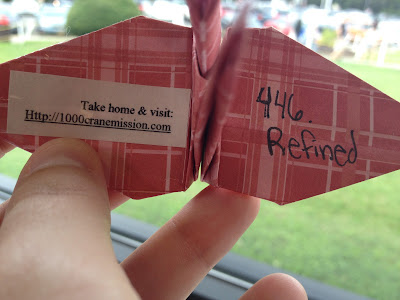 Take home & visit:
Http://1000cranemission.com
446.
Refined